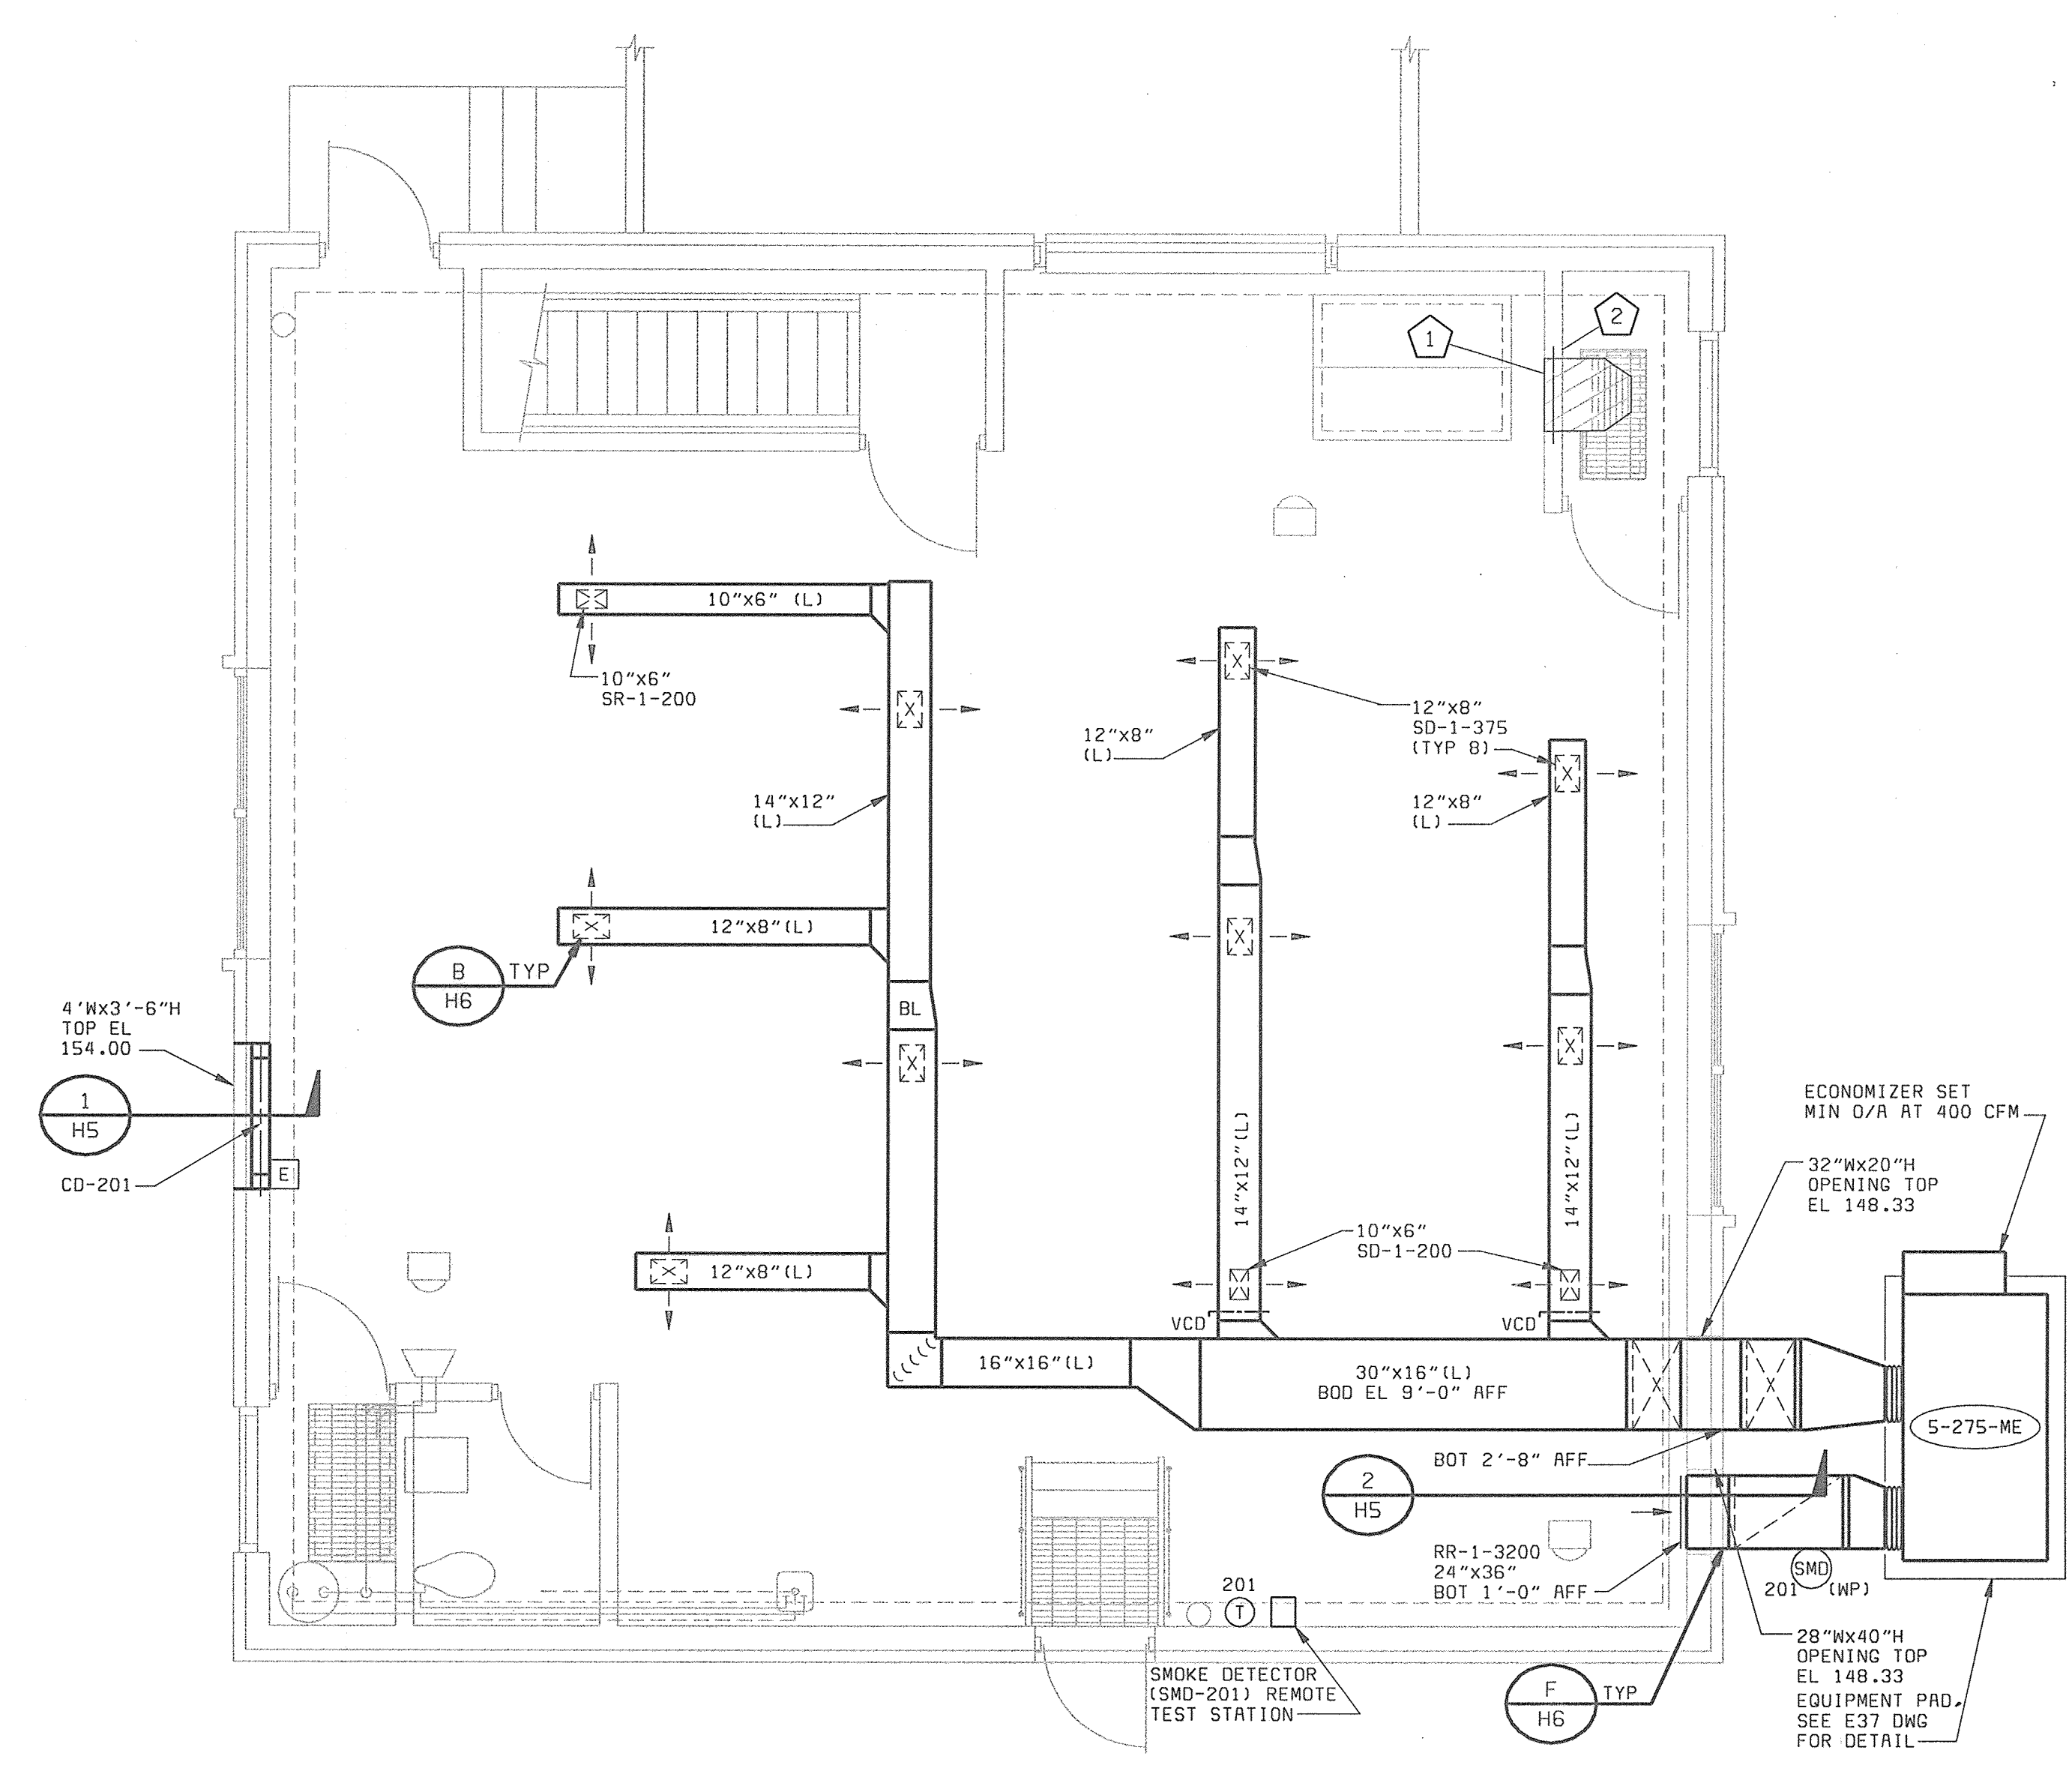 2
1
10"x6" (L)
10"x6"
SR-1-200
X
X
12"x8"
(L)
12"x8"
SD-1-375
(TYP 8)
X
14"x12"
(L)
12"x8"
(L)
12"x8"(L)
X
X
B
H6
TYP
BL
X
X
4'Wx3'-6"H
TOP EL
154.00
1
H5
CD-201
E
14"x12"(L)
14"x12"(L)
ECONOMIZER SET
MIN O/A AT 400 CFM
32"Wx20"H
OPENING TOP
EL 148.33
X
12"x8"(L)
10"x6"
SD-1-200
X
X
VCD
VCD
16"x16"(L)
30"x16"(L)
BOD EL 9'-0" AFF
X
X
5-275-ME
BOT 2'-8" AFF
2
H5
RR-1-3200
24"x36"
BOT 1'-0" AFF
SMD
201 (WP)
201
T
SMOKE DETECTOR
(SMD-201) REMOTE
TEST STATION
F
H6
TYP
28"Wx40"H
OPENING TOP
EL 148.33
EQUIPMENT PAD,
SEE E37 DWG
FOR DETAIL